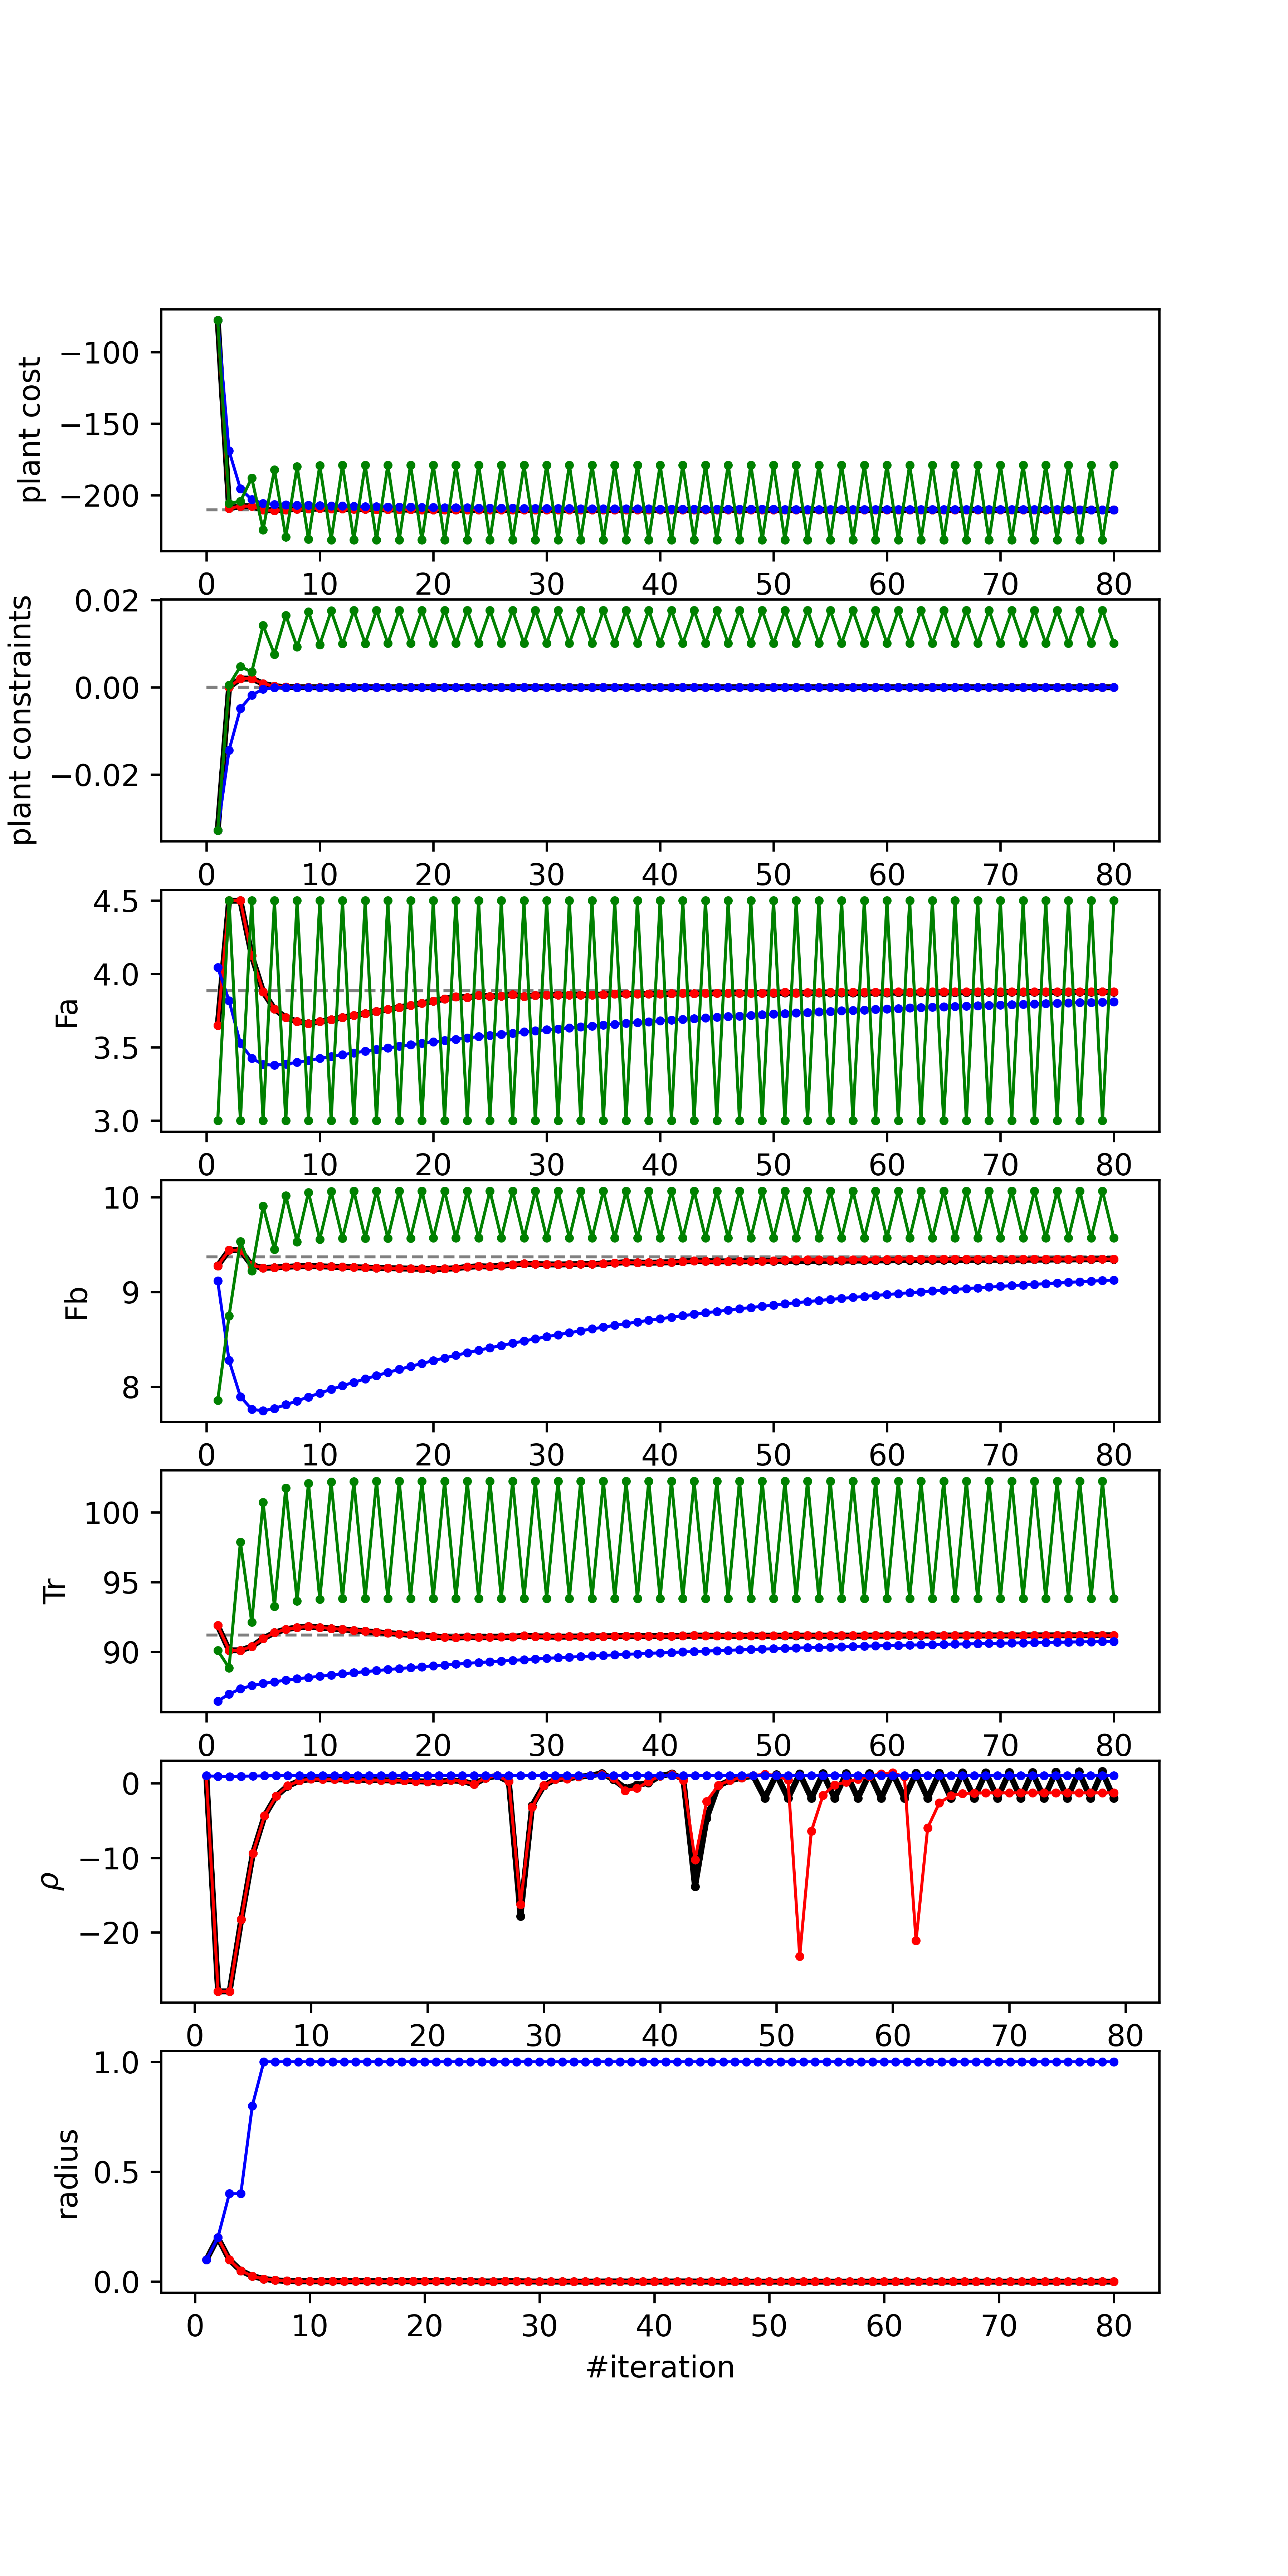 plant cost
−100
−150
−200
0 10 20 30 40 50 60 70 80
plant constraints
0.02
0.00
−0.02
0 10 20 30 40 50 60 70 80
Fa
4.5
4.0
3.5
3.0
0 10 20 30 40 50 60 70 80
Fb
10
9
8
0 10 20 30 40 50 60 70 80
Tr
100
95
90
0 10 20 30 40 50 60 70 80
ρ
0
−10
−20
0 10 20 30 40 50 60 70 80
radius
1.0
0.5
0.0
0 10 20 30 40 50 60 70 80
#iteration